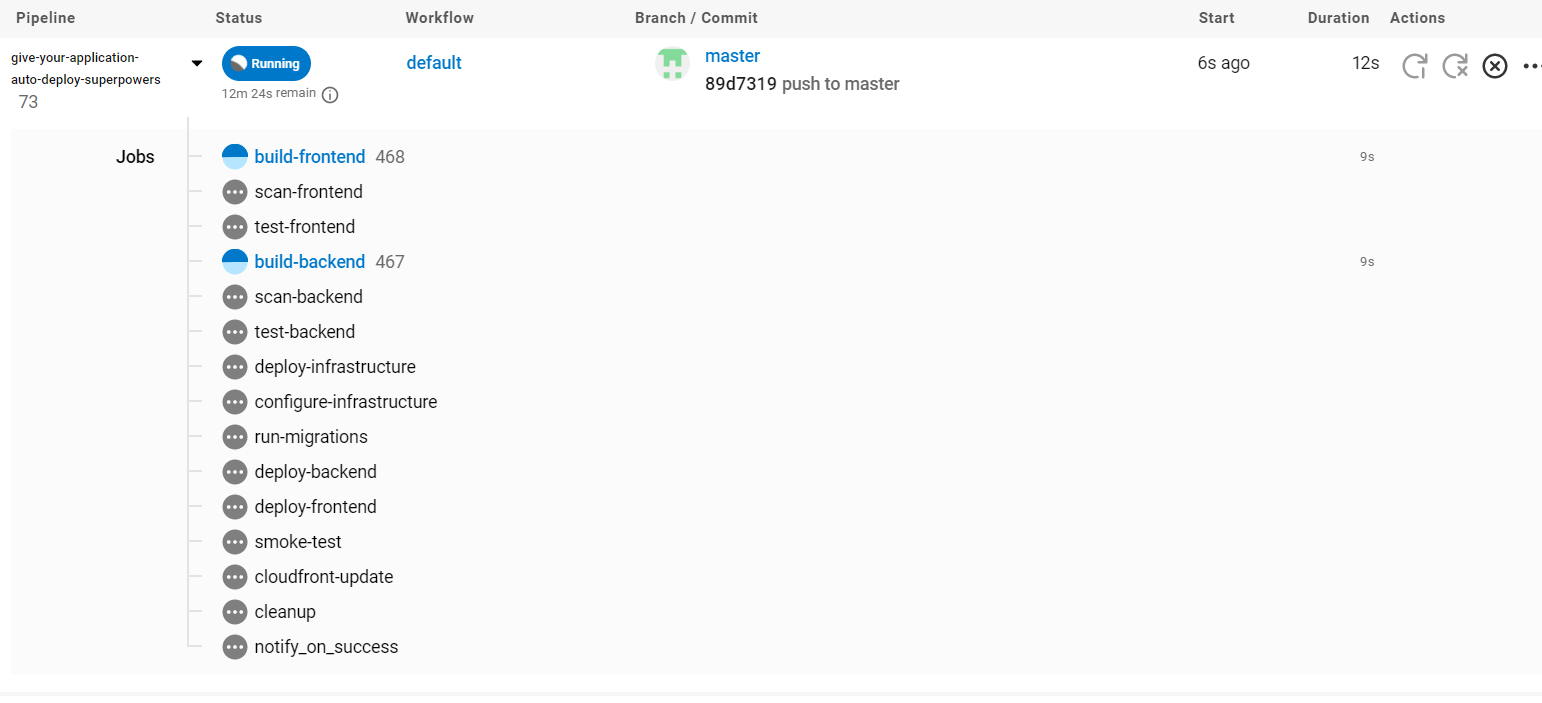 Pipeline Status Workflow Branch / Commit Start Duration Actions
give-your-application-
auto-deploy-superpowers
73
Running
12m 24s remain
default
master
89d7319 push to master
6s ago
12s
Jobs
build-frontend 468 9s
scan-frontend
test-frontend
build-backend 467 9s
scan-backend
test-backend
deploy-infrastructure
configure-infrastructure
run-migrations
deploy-backend
deploy-frontend
smoke-test
cloudfront-update
cleanup
notify_on_success